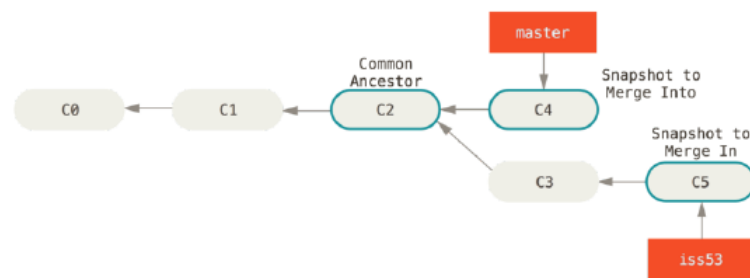 master
Common
Ancestor
Snapshot to
Merge Into
C0
C1
C2
C4
Snapshot to
Merge In
C3
C5
iss53